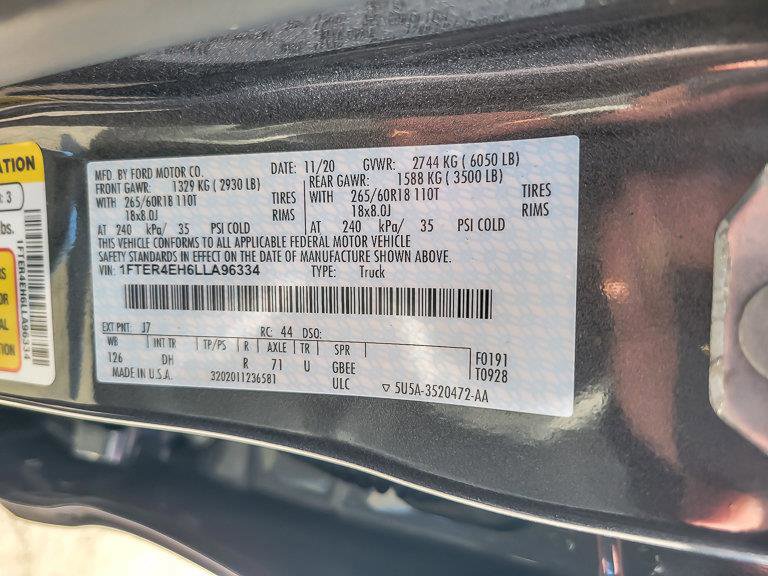 MFD. BY FORD MOTOR CO. DATE: 11/20 GVWR: 2744 KG ( 6050 LB)
FRONT GAWR: 1329 KG ( 2930 LB) REAR GAWR: 1588 KG ( 3500 LB)
WITH 265/60R18 110T TIRES WITH 265/60R18 110T TIRES
18x8.0J RIMS 18x8.0J RIMS
AT 240 kPa/ 35 PSI COLD AT 240 kPa/ 35 PSI COLD
THIS VEHICLE CONFORMS TO ALL APPLICABLE FEDERAL MOTOR VEHICLE
SAFETY STANDARDS IN EFFECT ON THE DATE OF MANUFACTURE SHOWN ABOVE.
VIN: 1FTER4EH6LLA96334 TYPE: Truck
EXT PNT: J7 RC: 44 DSO:
WB INT TR TP/PS R AXLE TR SPR
126 DH R 71 U GBEE F0191
ULC T0928
MADE IN U.S.A. 3202011236581 5U5A-3520472-AA
ATION
: 3
lbs.
1FTER4EH6LLA96334
RS
OR
AL
TION